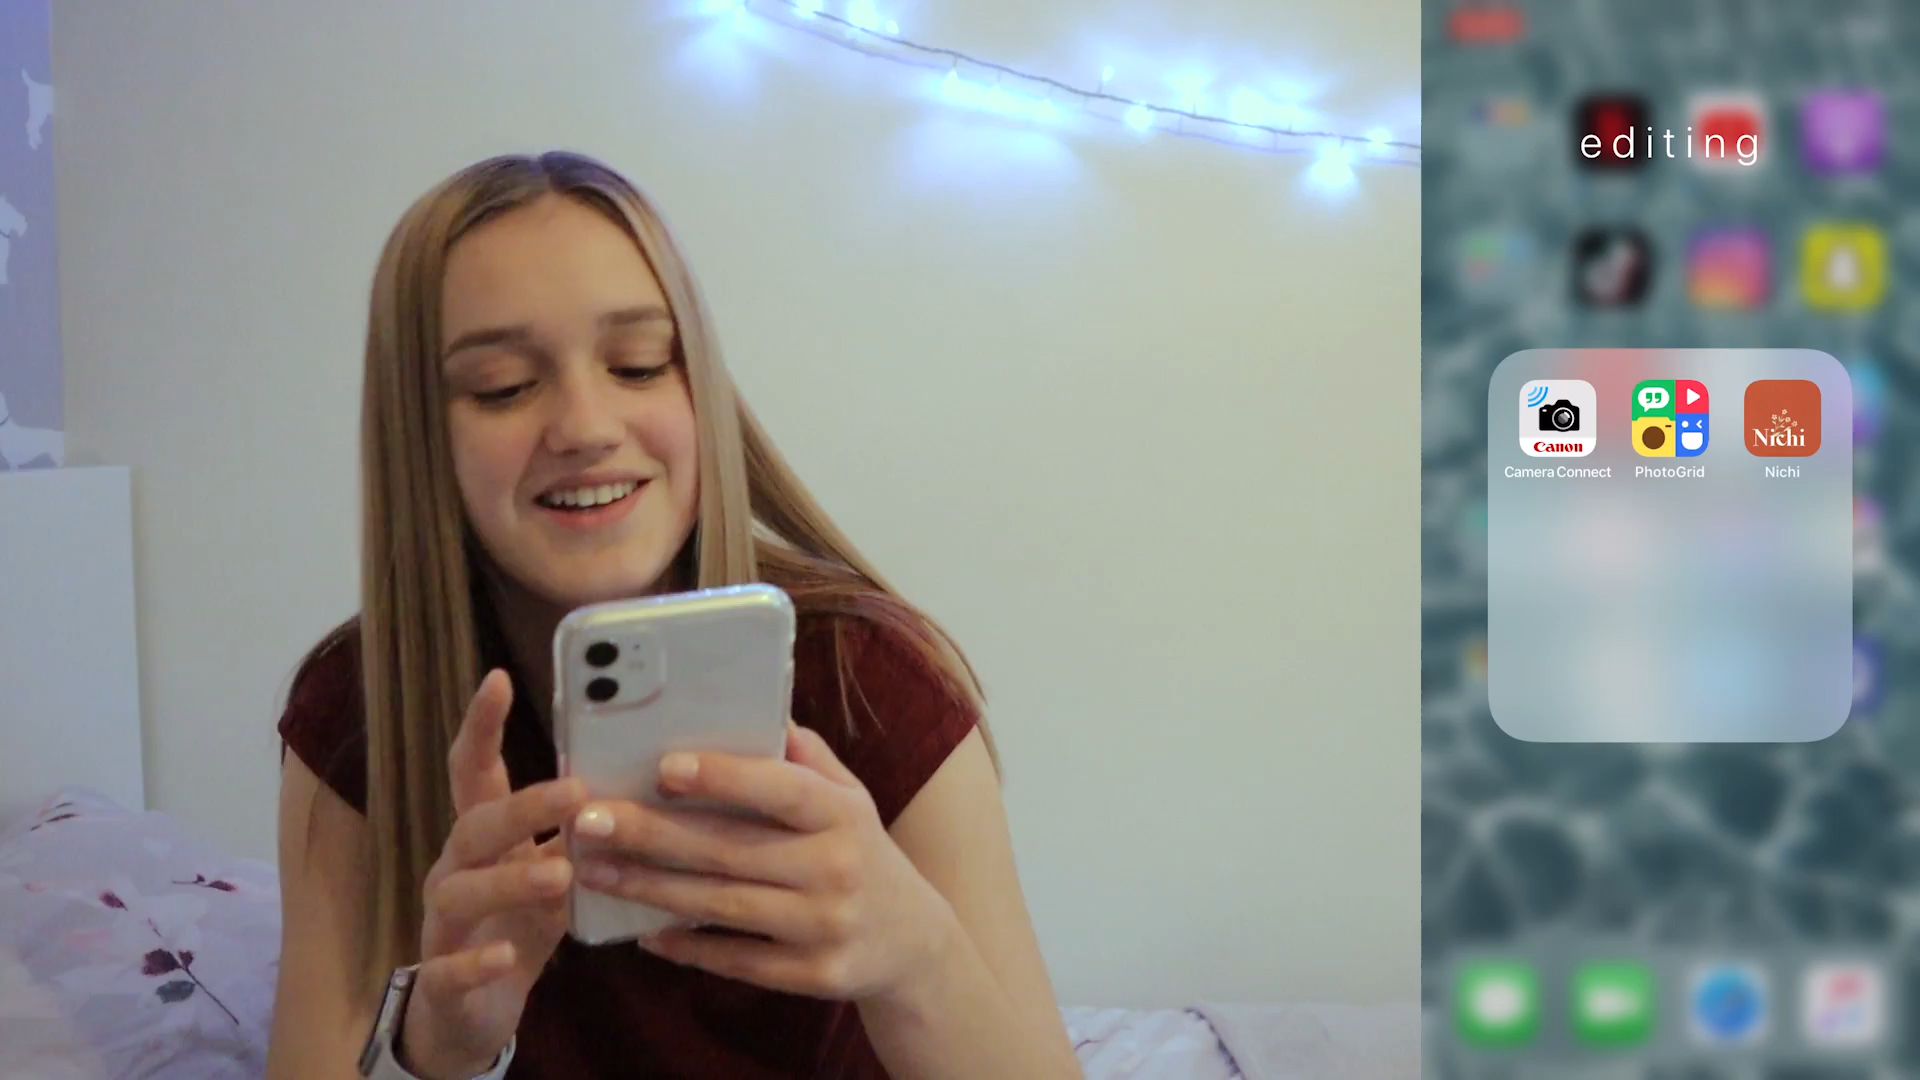 editing
Canon
Nichi
Camera Connect
PhotoGrid
Nichi